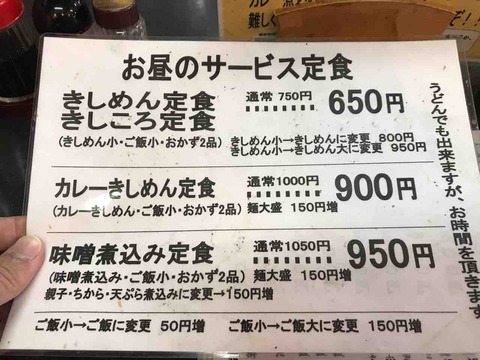 カレー
難しく
お昼のサービス定食
きしめん定食 通常 750円 650円
きしころ定食
(きしめん小・ご飯小・おかず2品) きしめん小→きしめんに変更 800円
きしめん小→きしめん大に変更 950円
カレーきしめん定食 通常1000円 900円
(カレーきしめん・ご飯小・おかず2品) 麺大盛 150円増
味噌煮込み定食 通常1050円 950円
(味噌煮込み・ご飯小・おかず2品) 麺大盛 150円増
親子・ちから・天ぷら煮込みに変更→150円増
ご飯小→ご飯に変更 50円増 ご飯小→ご飯大に変更 150円増
うどんでも出来ますが、お時間を頂きます